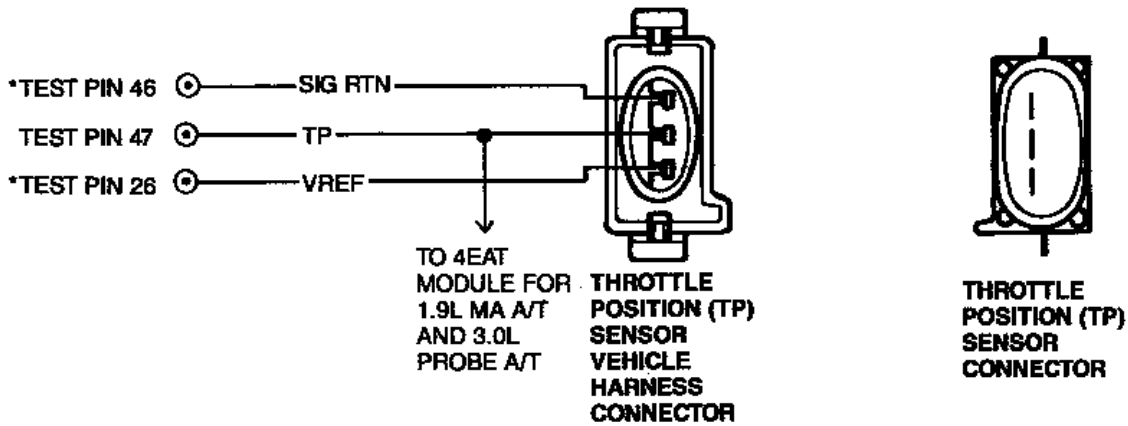 *TEST PIN 46 SIG RTN
TEST PIN 47 TP
*TEST PIN 26 VREF
TO 4EAT
MODULE FOR
1.9L MA A/T
AND 3.0L
PROBE A/T
THROTTLE
POSITION (TP)
SENSOR
VEHICLE
HARNESS
CONNECTOR
THROTTLE
POSITION (TP)
SENSOR
CONNECTOR